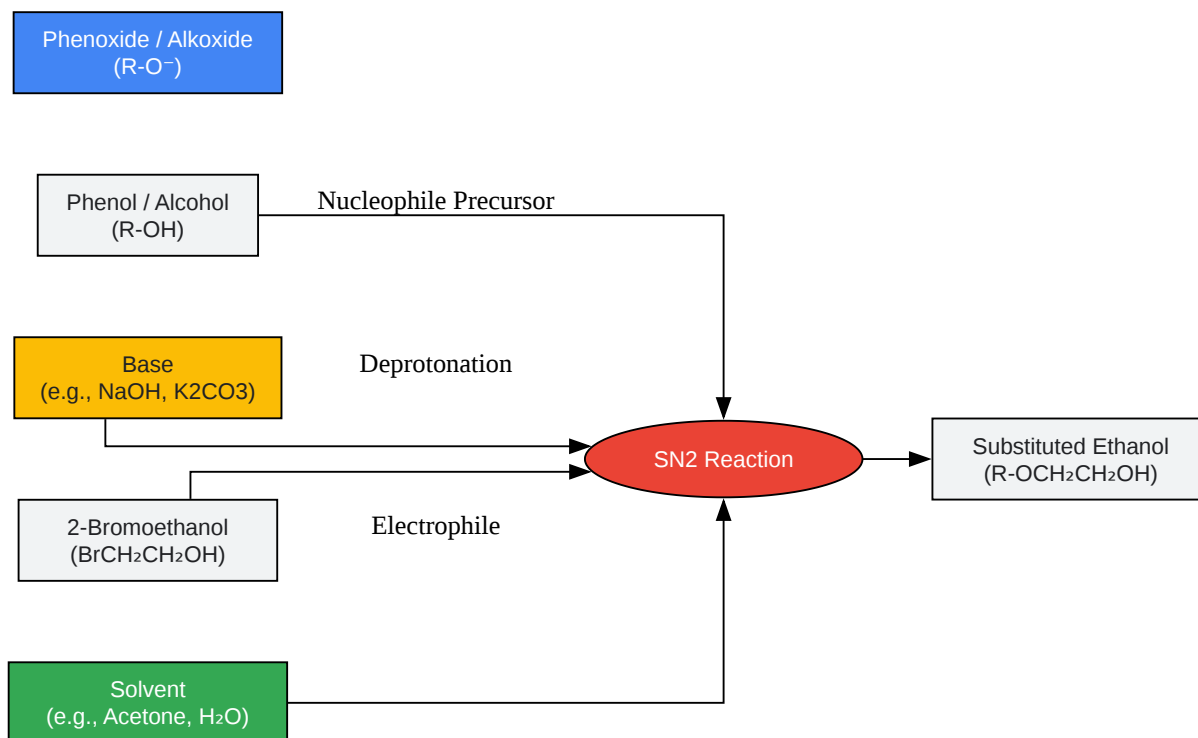 Phenoxide / Alkoxide
(R-O⁻)
Phenol / Alcohol
(R-OH)
Nucleophile Precursor
Base
(e.g., NaOH, K2CO3)
Deprotonation
SN2 Reaction
Substituted Ethanol
(R-OCH₂CH₂OH)
2-Bromoethanol
(BrCH₂CH₂OH)
Electrophile
Solvent
(e.g., Acetone, H₂O)